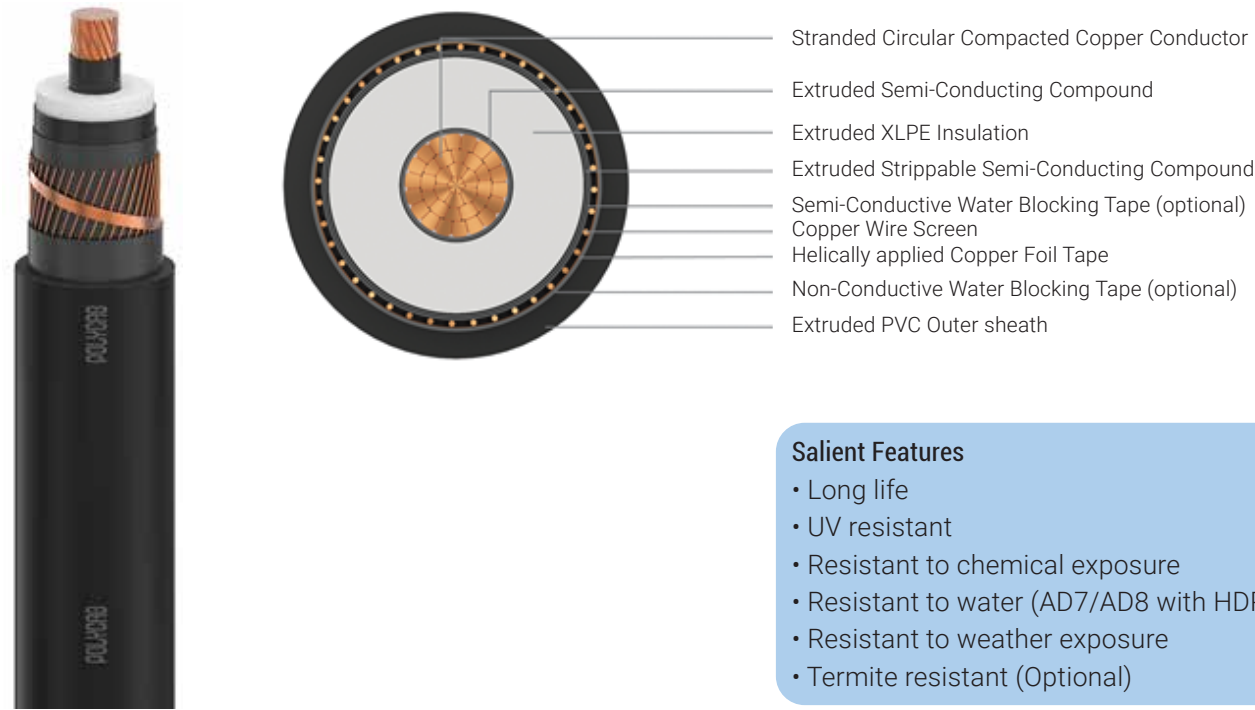 Stranded Circular Compacted Copper Conductor
Extruded Semi-Conducting Compound
Extruded XLPE Insulation
Extruded Strippable Semi-Conducting Compound
Semi-Conductive Water Blocking Tape (optional)
Copper Wire Screen
Helically applied Copper Foil Tape
Non-Conductive Water Blocking Tape (optional)
Extruded PVC Outer sheath
POLYCAB
POLYCAB
Salient Features
• Long life
• UV resistant
• Resistant to chemical exposure
• Resistant to water (AD7/AD8 with
• Resistant to weather exposure
• Termite resistant (Optional)